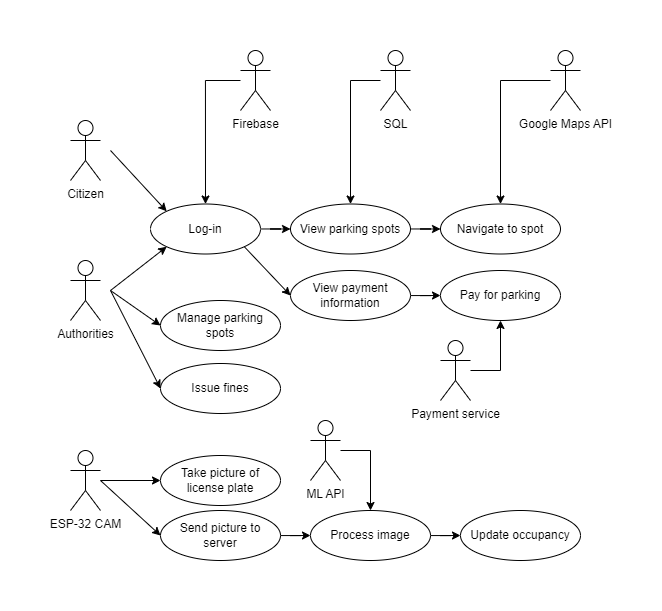 Firebase
SQL
Google Maps API
Citizen
Log-in
View parking spots
Navigate to spot
View payment
information
Pay for parking
Authorities
Manage parking
spots
Issue fines
Payment service
Take picture of
license plate
ML API
ESP-32 CAM
Send picture to
server
Process image
Update occupancy